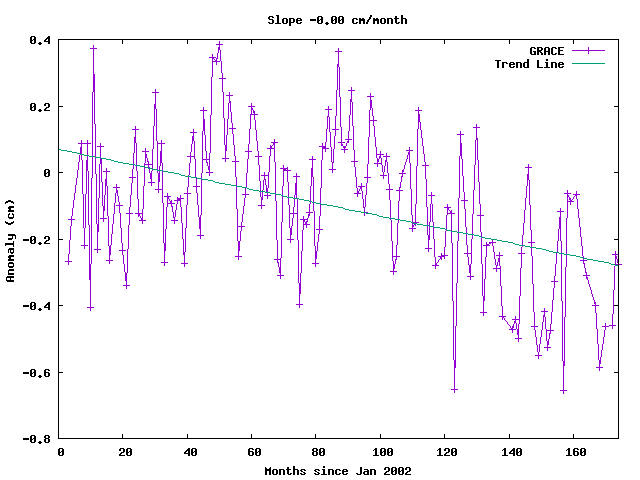 Slope -0.00 cm/month
0.4
GRACE
Trend Line
0.2
0
-0.2
-0.4
-0.6
-0.8
Anomaly (cm)
0 20 40 60 80 100 120 140 160
Months since Jan 2002